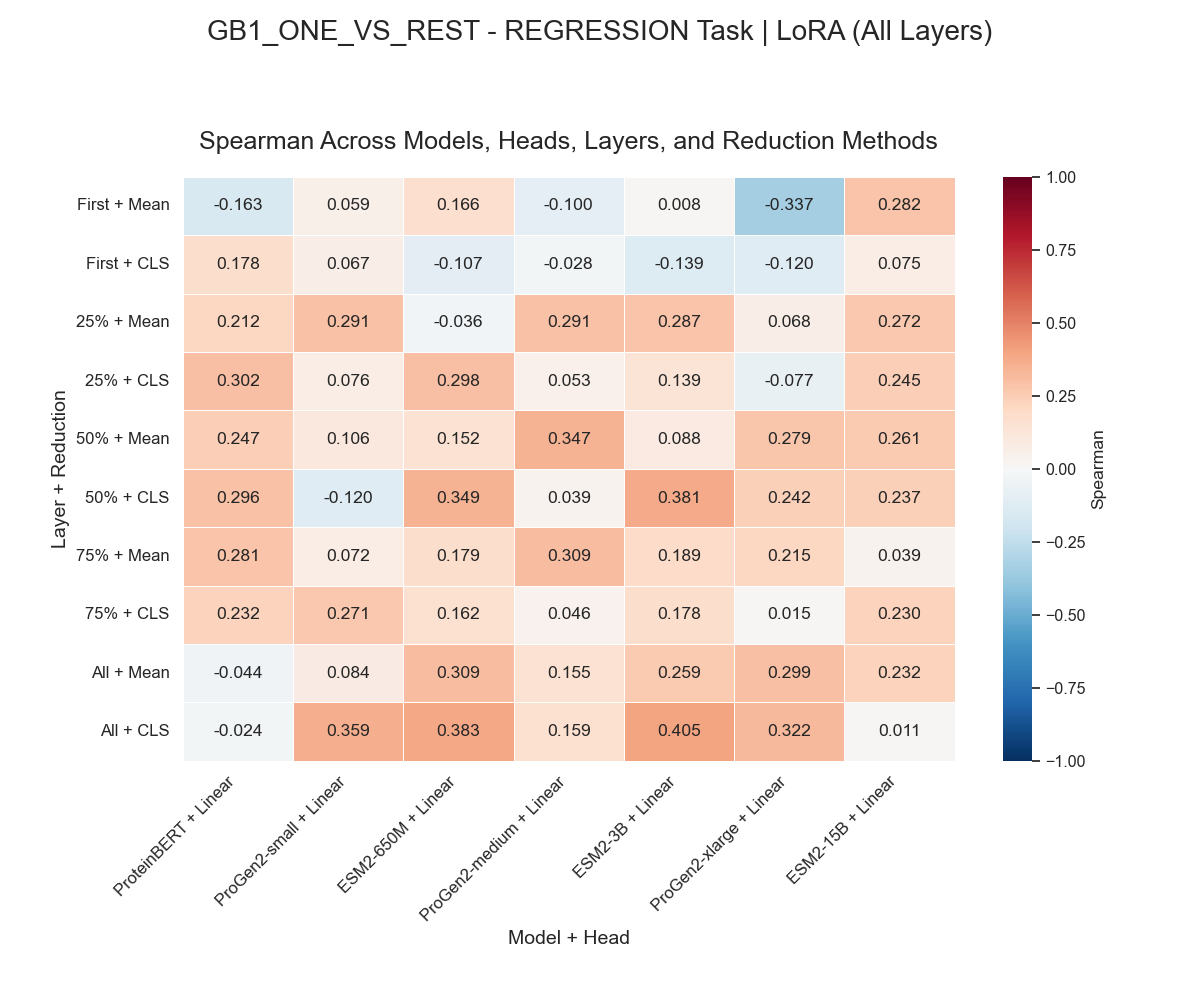 GB1_ONE_VS_REST - REGRESSION Task | LoRA (All Layers)
Spearman Across Models, Heads, Layers, and Reduction Methods
Layer + Reduction
First + Mean -0.163 0.059 0.166 -0.100 0.008 -0.337 0.282
First + CLS 0.178 0.067 -0.107 -0.028 -0.139 -0.120 0.075
25% + Mean 0.212 0.291 -0.036 0.291 0.287 0.068 0.272
25% + CLS 0.302 0.076 0.298 0.053 0.139 -0.077 0.245
50% + Mean 0.247 0.106 0.152 0.347 0.088 0.279 0.261
50% + CLS 0.296 -0.120 0.349 0.039 0.381 0.242 0.237
75% + Mean 0.281 0.072 0.179 0.309 0.189 0.215 0.039
75% + CLS 0.232 0.271 0.162 0.046 0.178 0.015 0.230
All + Mean -0.044 0.084 0.309 0.155 0.259 0.299 0.232
All + CLS -0.024 0.359 0.383 0.159 0.405 0.322 0.011
ProteinBERT + Linear
ProGen2-small + Linear
ESM2-650M + Linear
ProGen2-medium + Linear
ESM2-3B + Linear
ProGen2-xlarge + Linear
ESM2-15B + Linear
Model + Head
1.00
0.75
0.50
0.25
0.00
−0.25
−0.50
−0.75
−1.00
Spearman